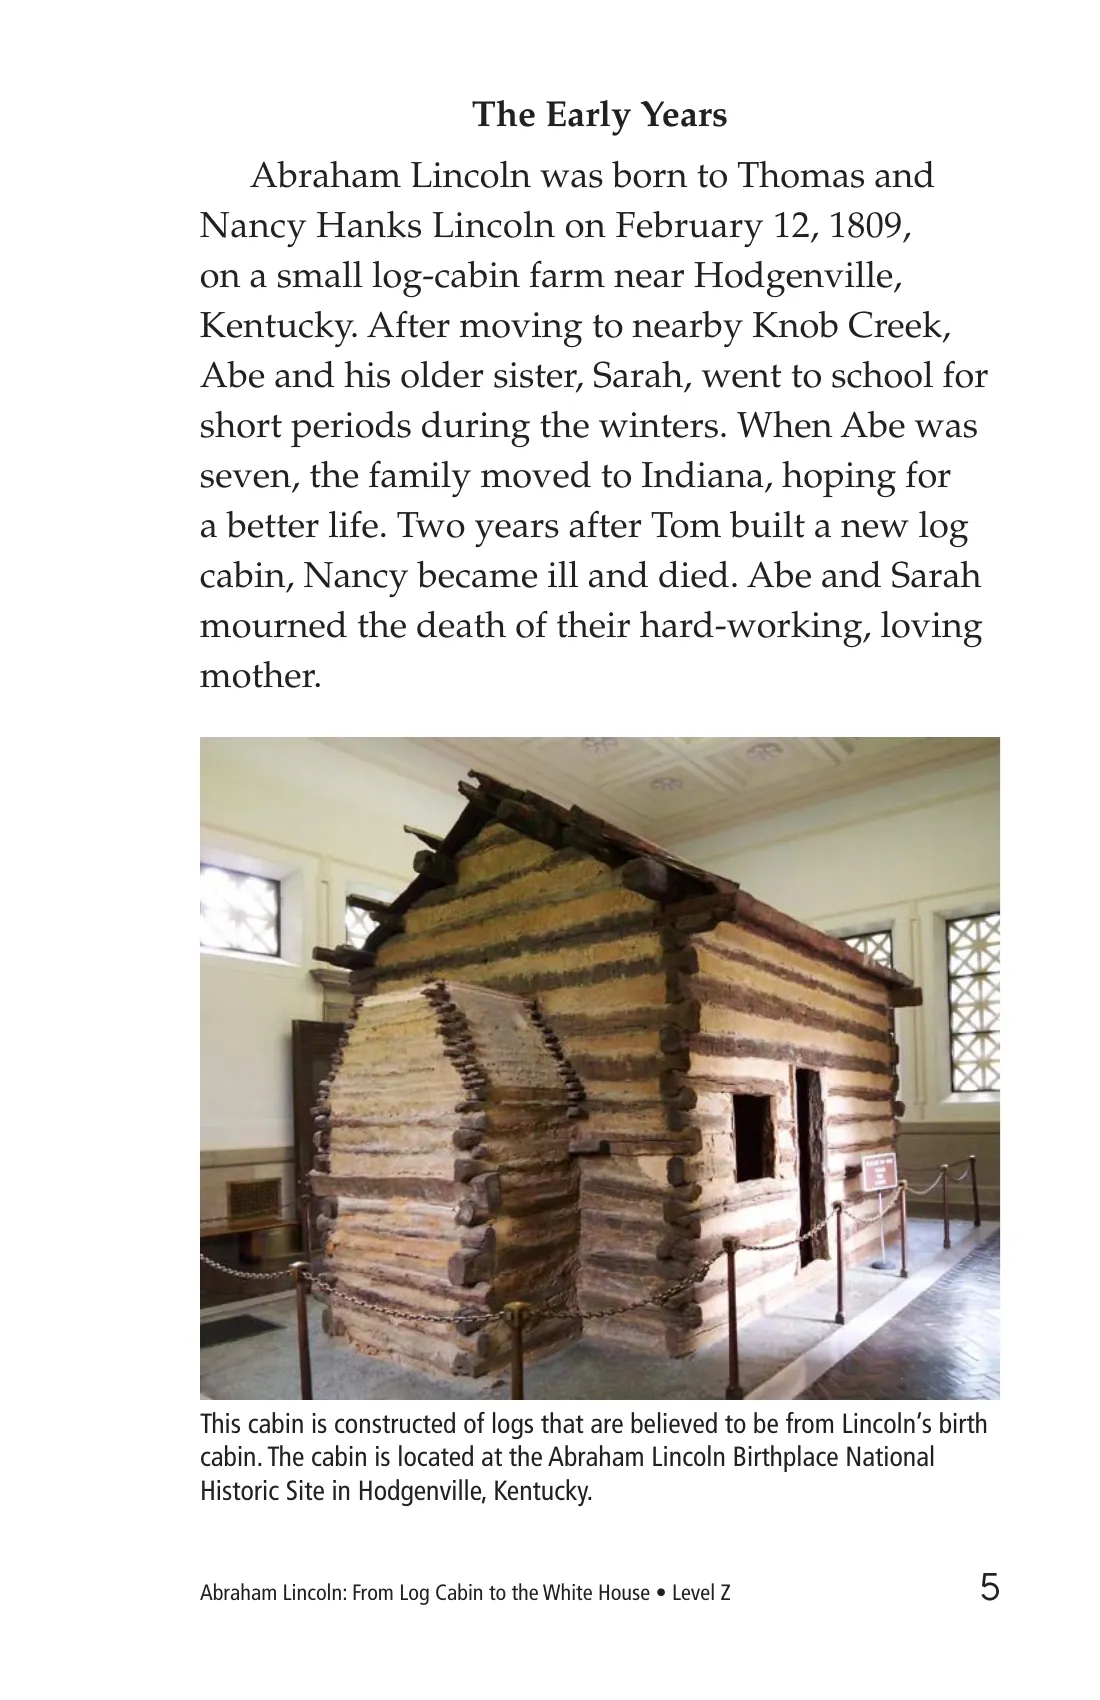 The Early Years
Abraham Lincoln was born to Thomas and
Nancy Hanks Lincoln on February 12, 1809,
on a small log-cabin farm near Hodgenville,
Kentucky. After moving to nearby Knob Creek,
Abe and his older sister, Sarah, went to school for
short periods during the winters. When Abe was
seven, the family moved to Indiana, hoping for
a better life. Two years after Tom built a new log
cabin, Nancy became ill and died. Abe and Sarah
mourned the death of their hard-working, loving
mother.
This cabin is constructed of logs that are believed to be from Lincoln’s birth
cabin. The cabin is located at the Abraham Lincoln Birthplace National
Historic Site in Hodgenville, Kentucky.
Abraham Lincoln: From Log Cabin to the White House • Level Z 5